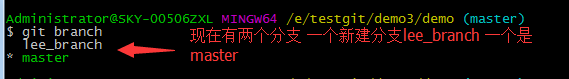 Administrator@SKY-00506ZXL MINGW64 /e/testgit/demo3/demo (master)
$ git branch
  lee_branch
* master
现在有两个分支 一个新建分支lee_branch 一个是
master